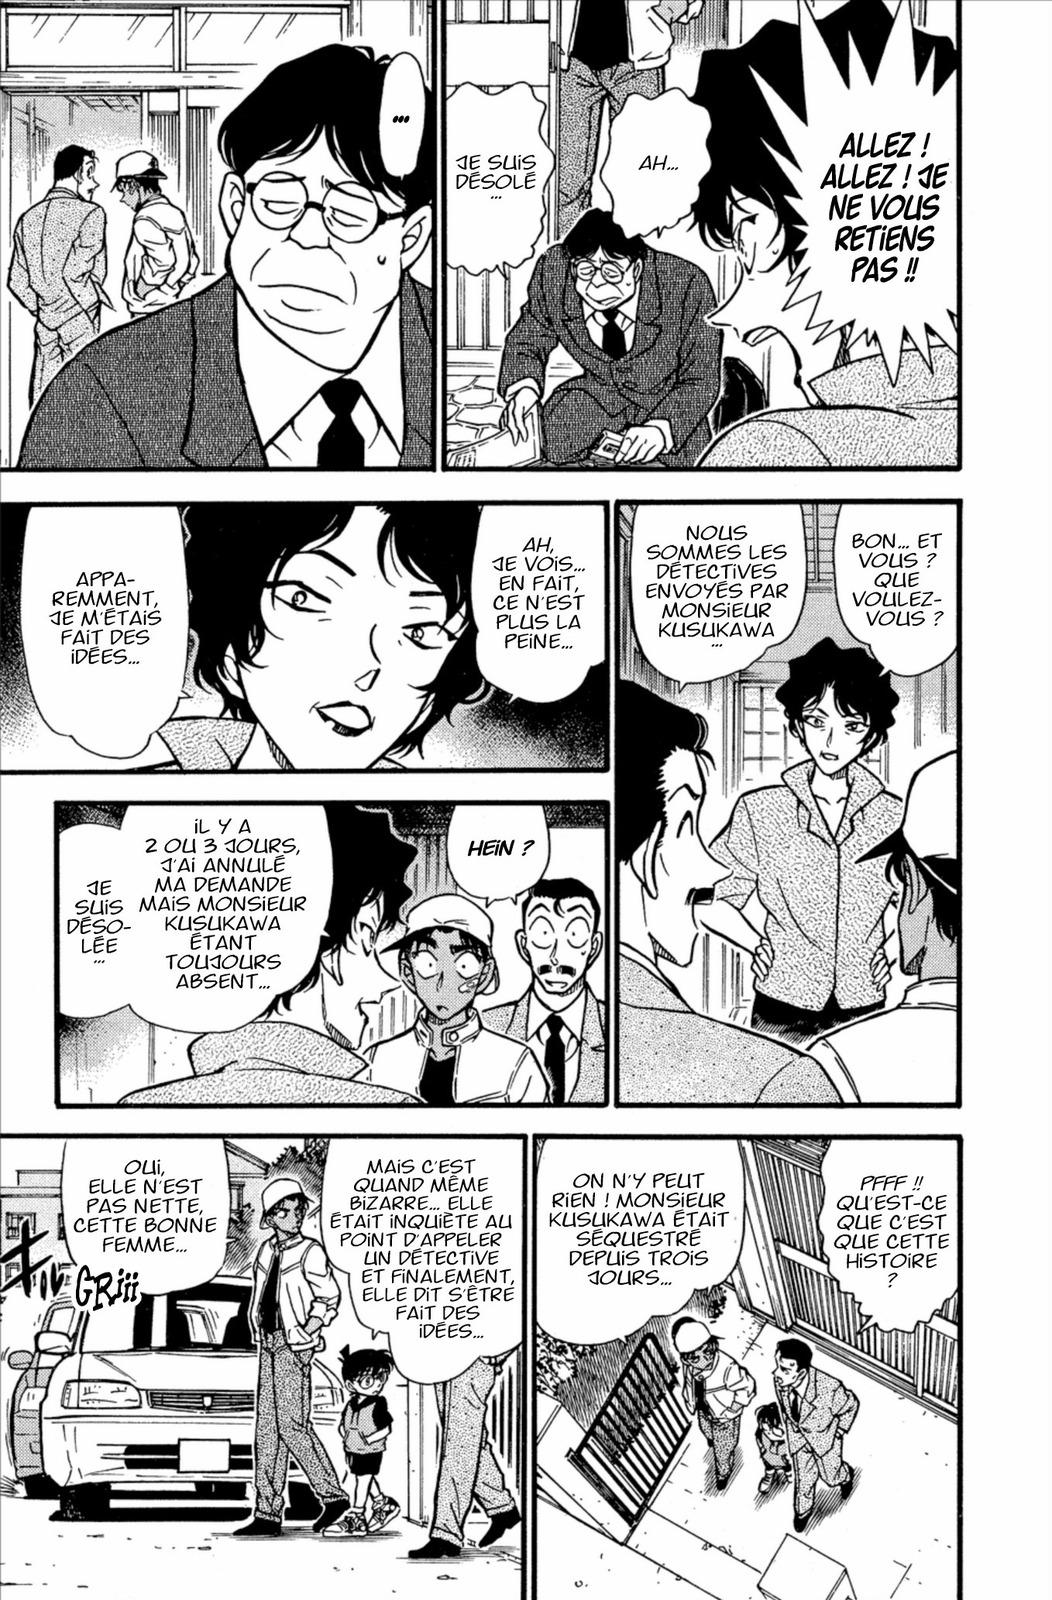 ALLEZ !
ALLEZ ! JE
NE VOUS
RETIENS
PAS !!
AH...
JE SUIS
DÉSOLÉ
...
...
BON... ET
VOUS ?
QUE
VOULEZ-
VOUS ?
NOUS
SOMMES LES
DÉTECTIVES
ENVOYÉS PAR
MONSIEUR
KUSUKAWA
...
AH,
JE VOIS...
EN FAIT,
CE N'EST
PLUS LA
PEINE...
APPA-
REMMENT,
JE M'ÉTAIS
FAIT DES
IDÉES...
HEIN ?
IL Y A
2 OU 3 JOURS,
J'AI ANNULÉ
MA DEMANDE
MAIS MONSIEUR
KUSUKAWA
ÉTANT
TOUJOURS
ABSENT...
JE
SUIS
DÉSO-
LÉE
...
PFFF !!
QU'EST-CE
QUE C'EST
QUE CETTE
HISTOIRE
?
ON N'Y PEUT
RIEN ! MONSIEUR
KUSUKAWA ÉTAIT
SÉQUESTRÉ
DEPUIS TROIS
JOURS...
MAIS C'EST
QUAND MÊME
BIZARRE... ELLE
ÉTAIT INQUIÈTE AU
POINT D'APPELER
UN DÉTECTIVE
ET FINALEMENT,
ELLE DIT S'ÊTRE
FAIT DES
IDÉES...
OUI,
ELLE N'EST
PAS NETTE,
CETTE BONNE
FEMME...
GRiii